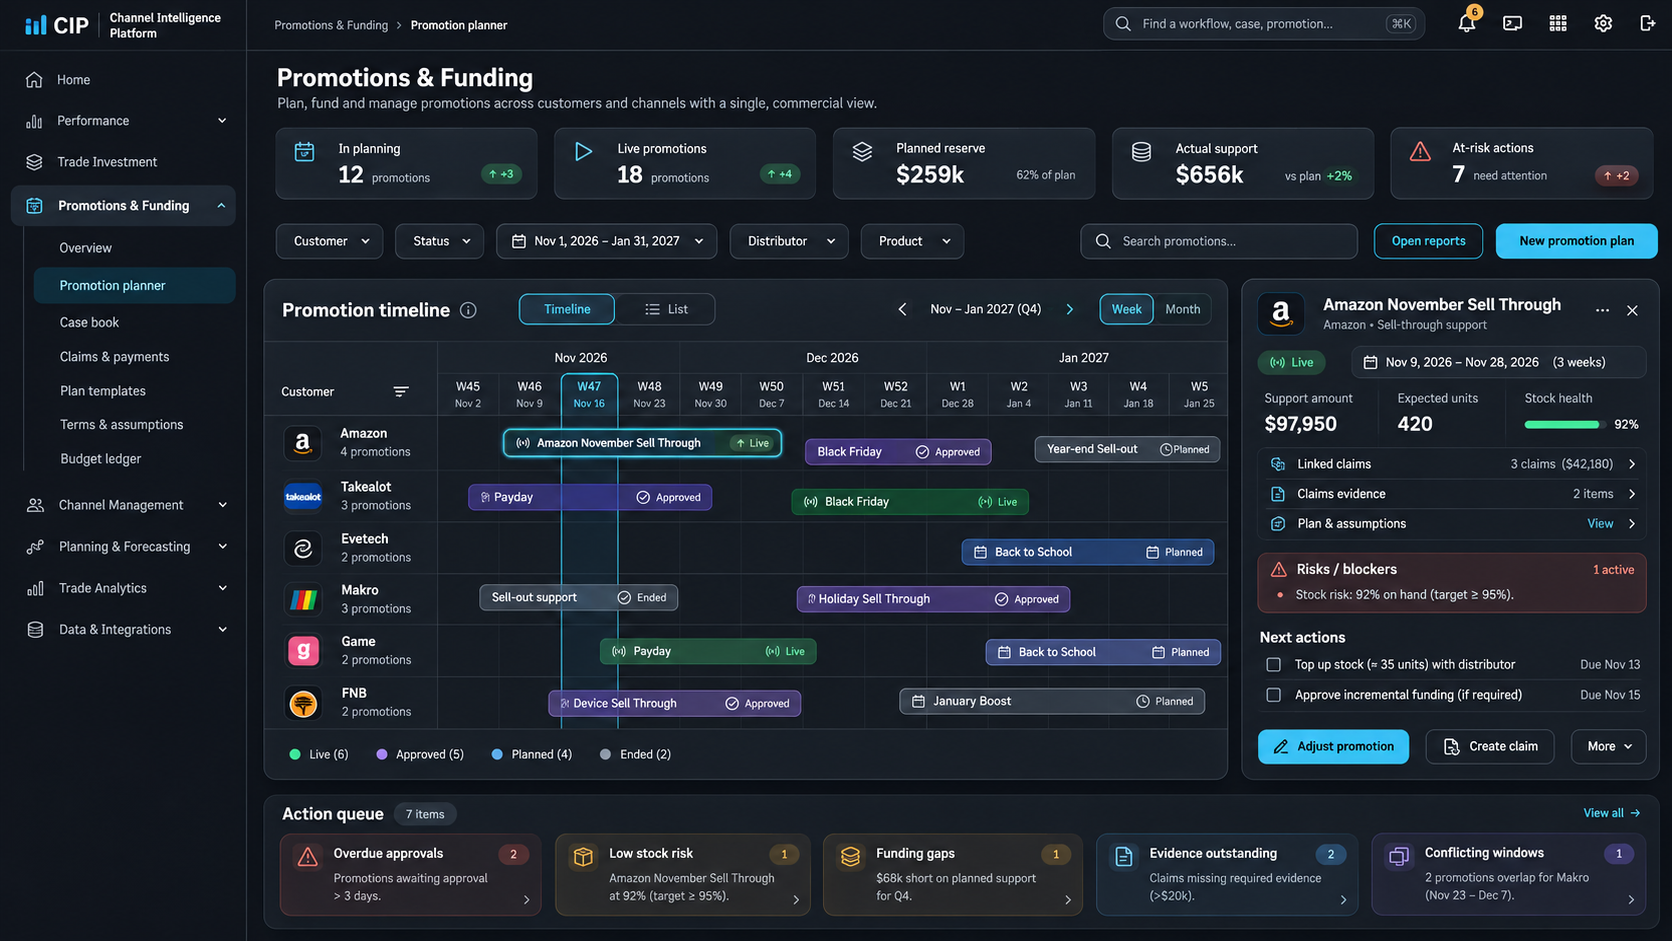 CIP
Channel Intelligence
Platform
Promotions & Funding > Promotion planner
Find a workflow, case, promotion...
⌘K
6
Home
Performance
Trade Investment
Promotions & Funding
Overview
Promotion planner
Case book
Claims & payments
Plan templates
Terms & assumptions
Budget ledger
Channel Management
Planning & Forecasting
Trade Analytics
Data & Integrations
Promotions & Funding
Plan, fund and manage promotions across customers and channels with a single, commercial view.
In planning
12 promotions
↑ +3
Live promotions
18 promotions
↑ +4
Planned reserve
$259k
62% of plan
Actual support
$656k
vs plan +2%
At-risk actions
7 need attention
↑ +2
Customer
Status
Nov 1, 2026 – Jan 31, 2027
Distributor
Product
Search promotions...
Open reports
New promotion plan
Promotion timeline
Timeline
List
Nov – Jan 2027 (Q4)
Week
Month
Nov 2026
Dec 2026
Jan 2027
Customer
W45
Nov 2
W46
Nov 9
W47
Nov 16
W48
Nov 23
W49
Nov 30
W50
Dec 7
W51
Dec 14
W52
Dec 21
W1
Dec 28
W2
Jan 4
W3
Jan 11
W4
Jan 18
W5
Jan 25
a
Amazon
4 promotions
Amazon November Sell Through
↑ Live
Black Friday
Approved
Year-end Sell-out
Planned
takealot
Takealot
3 promotions
Payday
Approved
Black Friday
Live
Evetech
2 promotions
Back to School
Planned
Makro
3 promotions
Sell-out support
Ended
Holiday Sell Through
Approved
g
Game
2 promotions
Payday
Live
Back to School
Planned
FNB
2 promotions
Device Sell Through
Approved
January Boost
Planned
Live (6)
Approved (5)
Planned (4)
Ended (2)
a
Amazon November Sell Through
Amazon • Sell-through support
Live
Nov 9, 2026 – Nov 28, 2026 (3 weeks)
Support amount
$97,950
Expected units
420
Stock health
92%
Linked claims
3 claims ($42,180)
Claims evidence
2 items
Plan & assumptions
View
Risks / blockers
1 active
• Stock risk: 92% on hand (target ≥ 95%).
Next actions
Top up stock (≈ 35 units) with distributor
Due Nov 13
Approve incremental funding (if required)
Due Nov 15
Adjust promotion
Create claim
More
Action queue
7 items
View all →
Overdue approvals
2
Promotions awaiting approval
> 3 days.
Low stock risk
1
Amazon November Sell Through
at 92% (target ≥ 95%).
Funding gaps
1
$68k short on planned support
for Q4.
Evidence outstanding
2
Claims missing required evidence
(>$20k).
Conflicting windows
1
2 promotions overlap for Makro
(Nov 23 – Dec 7).